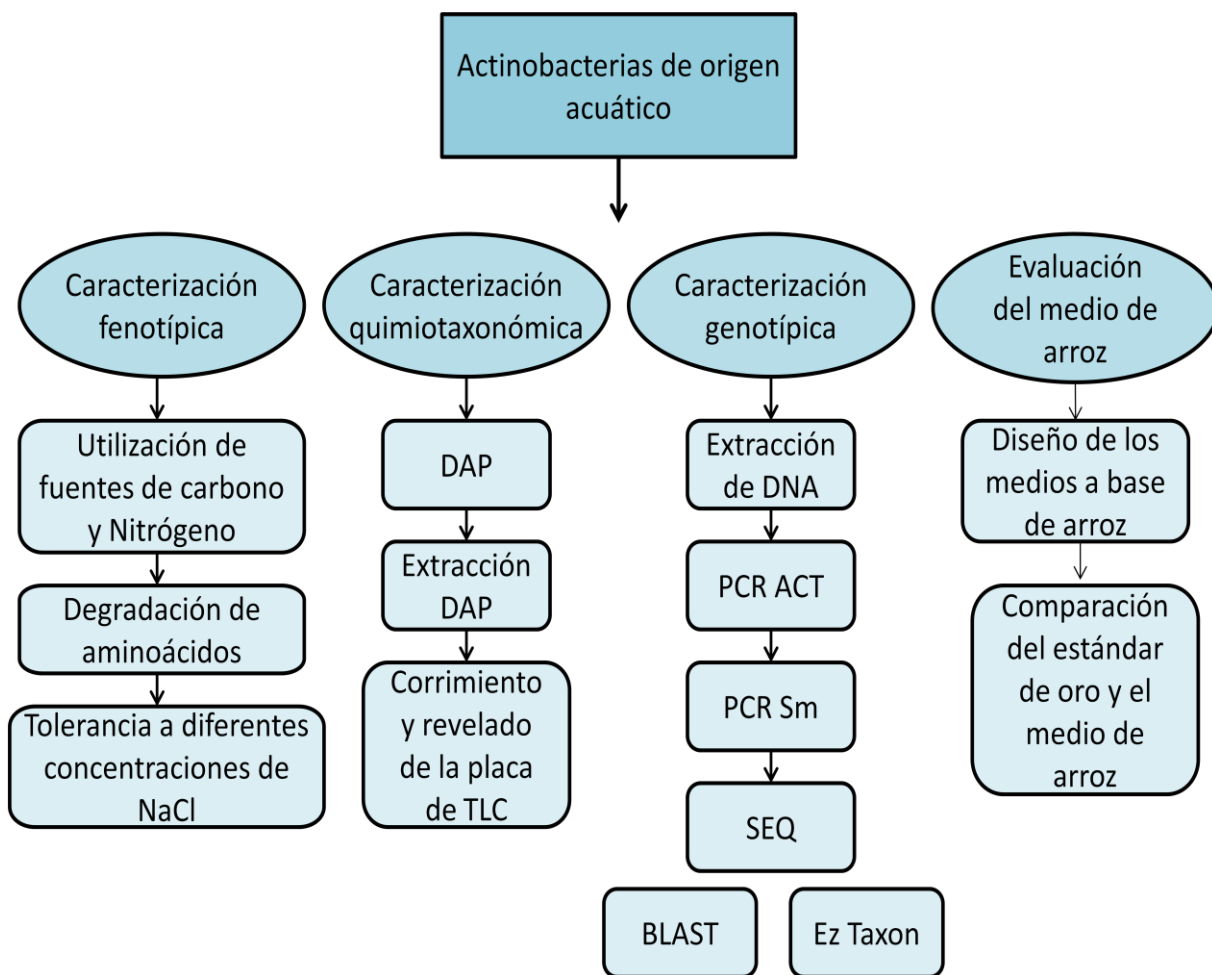 Actinobacterias de origen
acuático
Caracterización
fenotípica
Utilización de
fuentes de carbono
y Nitrógeno
Degradación de
aminoácidos
Tolerancia a diferentes
concentraciones de
NaCl
Caracterización
quimiotaxonómica
DAP
Extracción
DAP
Corrimiento
y revelado
de la placa
de TLC
Caracterización
genotípica
Extracción
de DNA
PCR ACT
PCR Sm
SEQ
BLAST
Ez Taxon
Evaluación
del medio de
arroz
Diseño de los
medios a base
de arroz
Comparación
del estándar
de oro y el
medio de
arroz